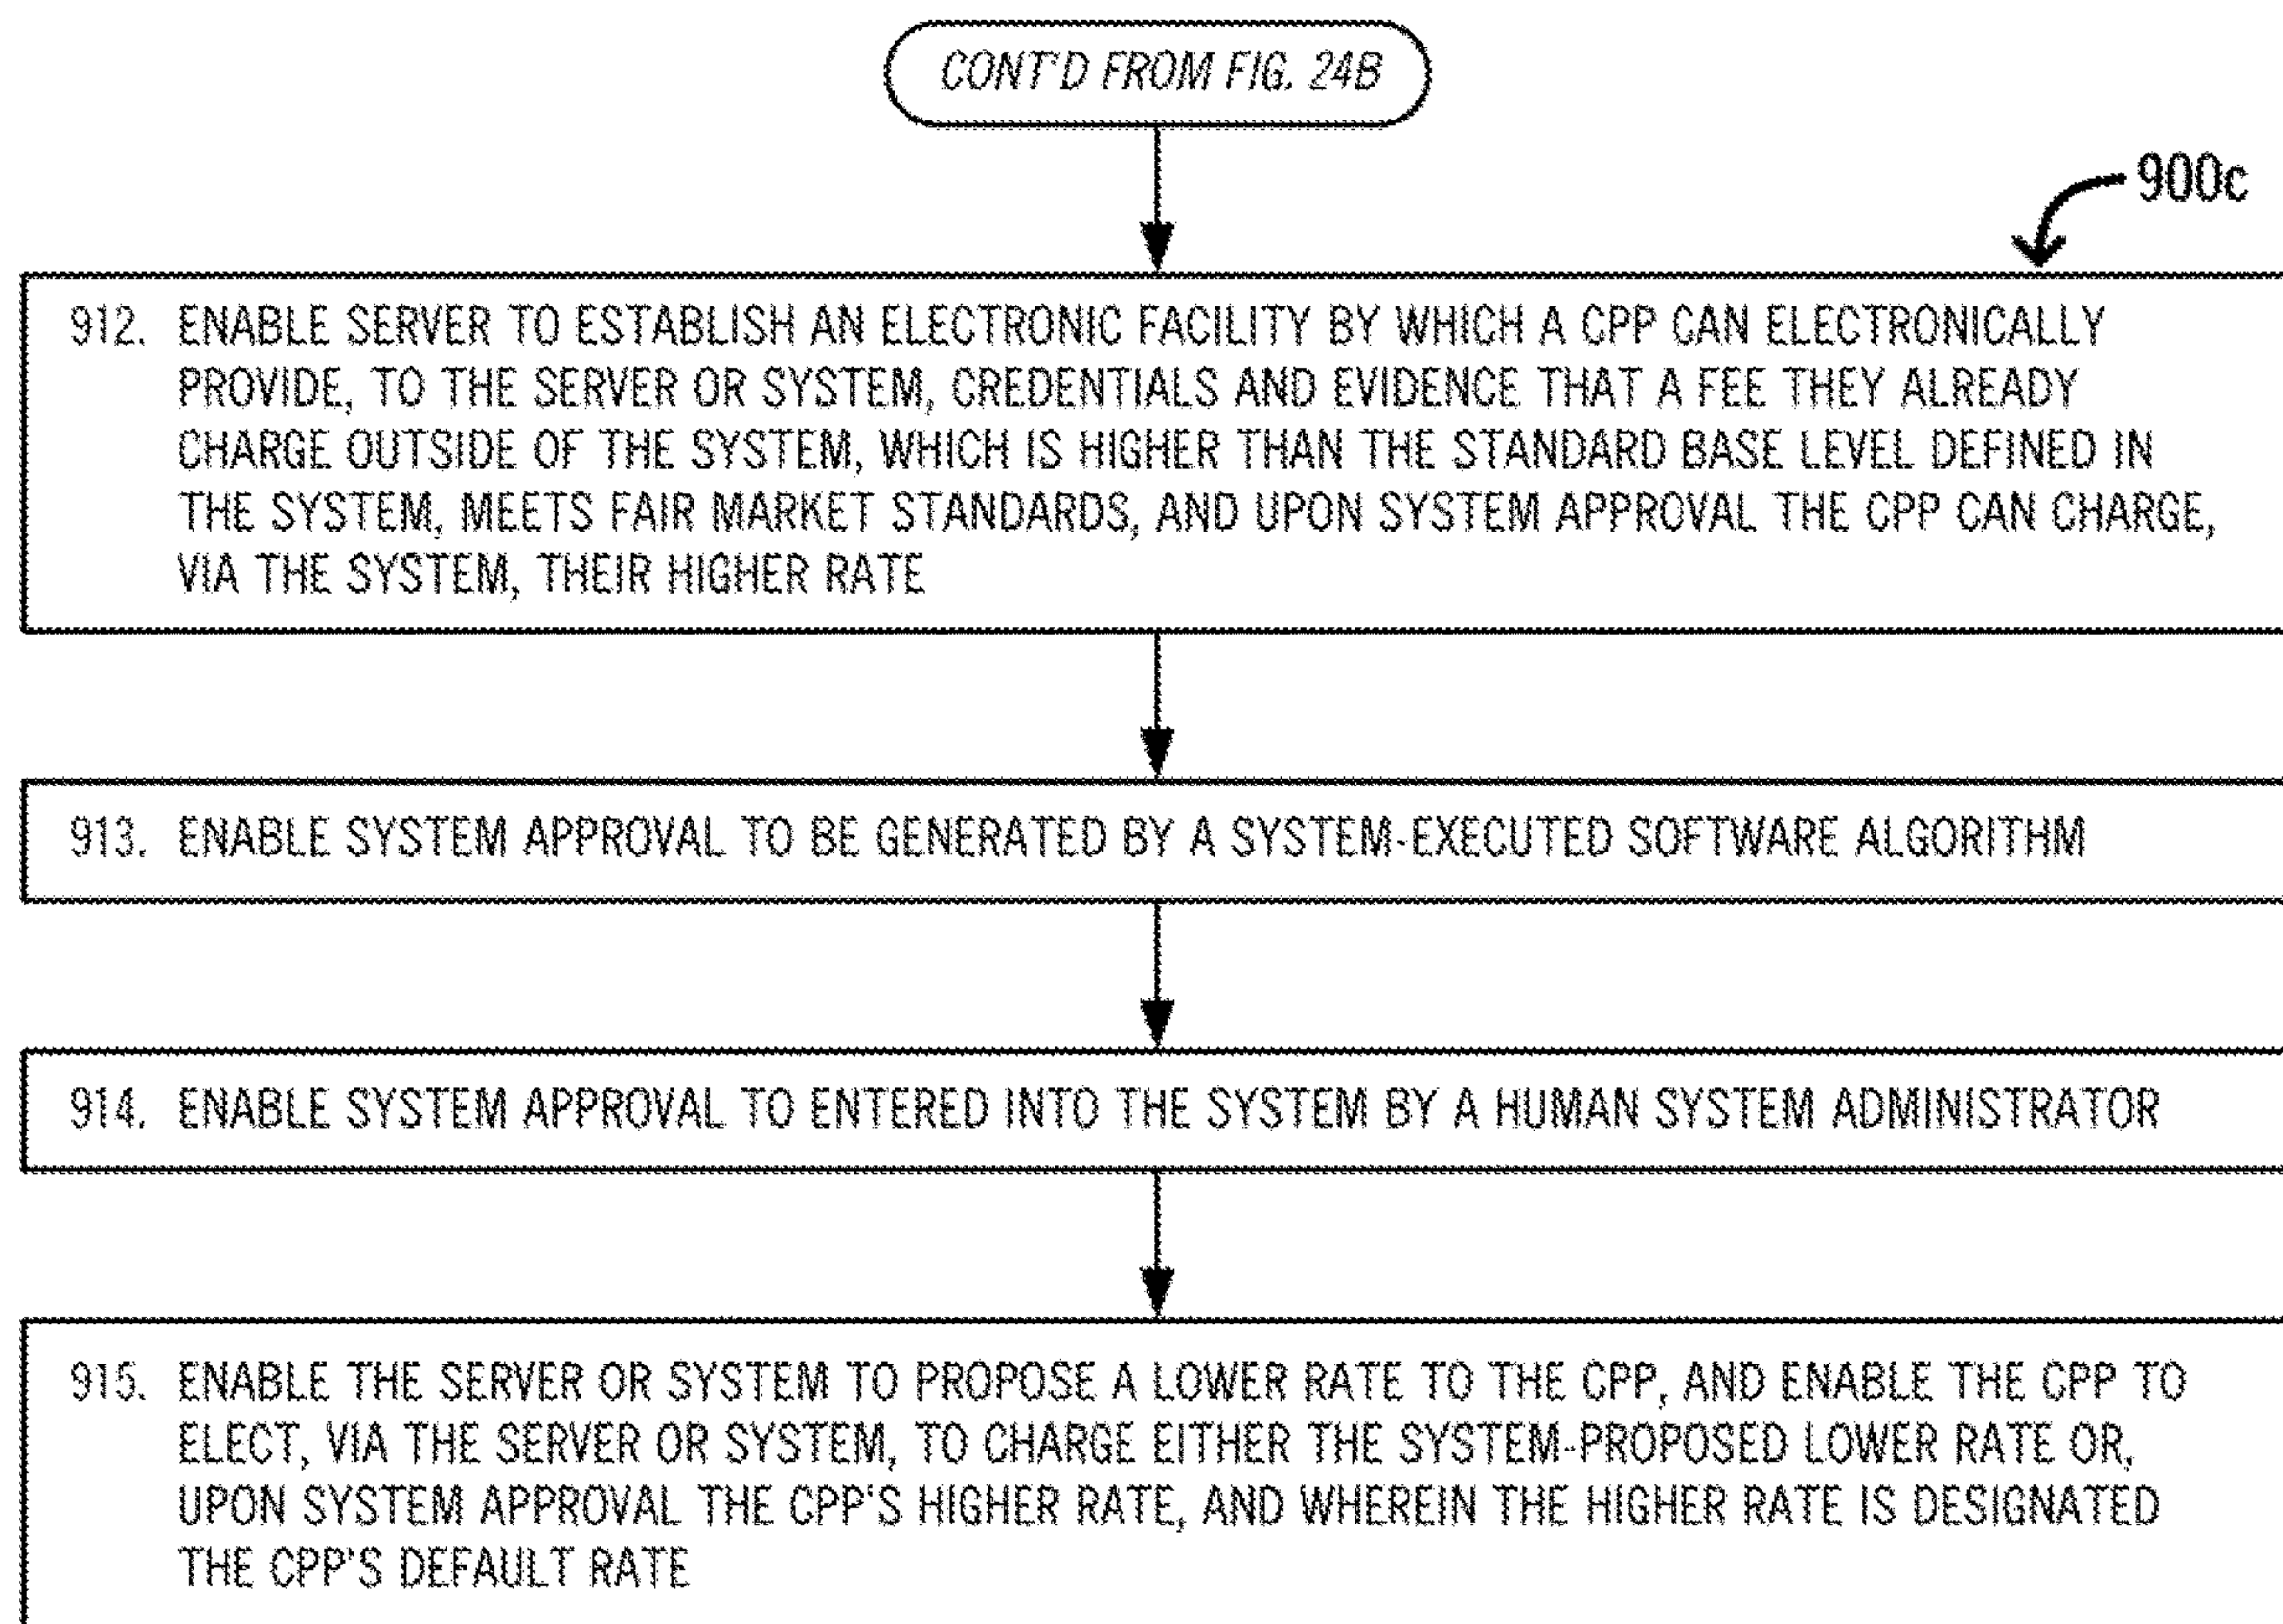 CONT'D FROM FIG. 24B
900c
912. ENABLE SERVER TO ESTABLISH AN ELECTRONIC FACILITY BY WHICH A CPP CAN ELECTRONICALLY
PROVIDE, TO THE SERVER OR SYSTEM, CREDENTIALS AND EVIDENCE THAT A FEE THEY ALREADY
CHARGE OUTSIDE OF THE SYSTEM, WHICH IS HIGHER THAN THE STANDARD BASE LEVEL DEFINED IN
THE SYSTEM, MEETS FAIR MARKET STANDARDS, AND UPON SYSTEM APPROVAL THE CPP CAN CHARGE,
VIA THE SYSTEM, THEIR HIGHER RATE
913. ENABLE SYSTEM APPROVAL TO BE GENERATED BY A SYSTEM-EXECUTED SOFTWARE ALGORITHM
914. ENABLE SYSTEM APPROVAL TO ENTERED INTO THE SYSTEM BY A HUMAN SYSTEM ADMINISTRATOR
915. ENABLE THE SERVER OR SYSTEM TO PROPOSE A LOWER RATE TO THE CPP, AND ENABLE THE CPP TO
ELECT, VIA THE SERVER OR SYSTEM, TO CHARGE EITHER THE SYSTEM-PROPOSED LOWER RATE OR,
UPON SYSTEM APPROVAL THE CPP'S HIGHER RATE, AND WHEREIN THE HIGHER RATE IS DESIGNATED
THE CPP'S DEFAULT RATE